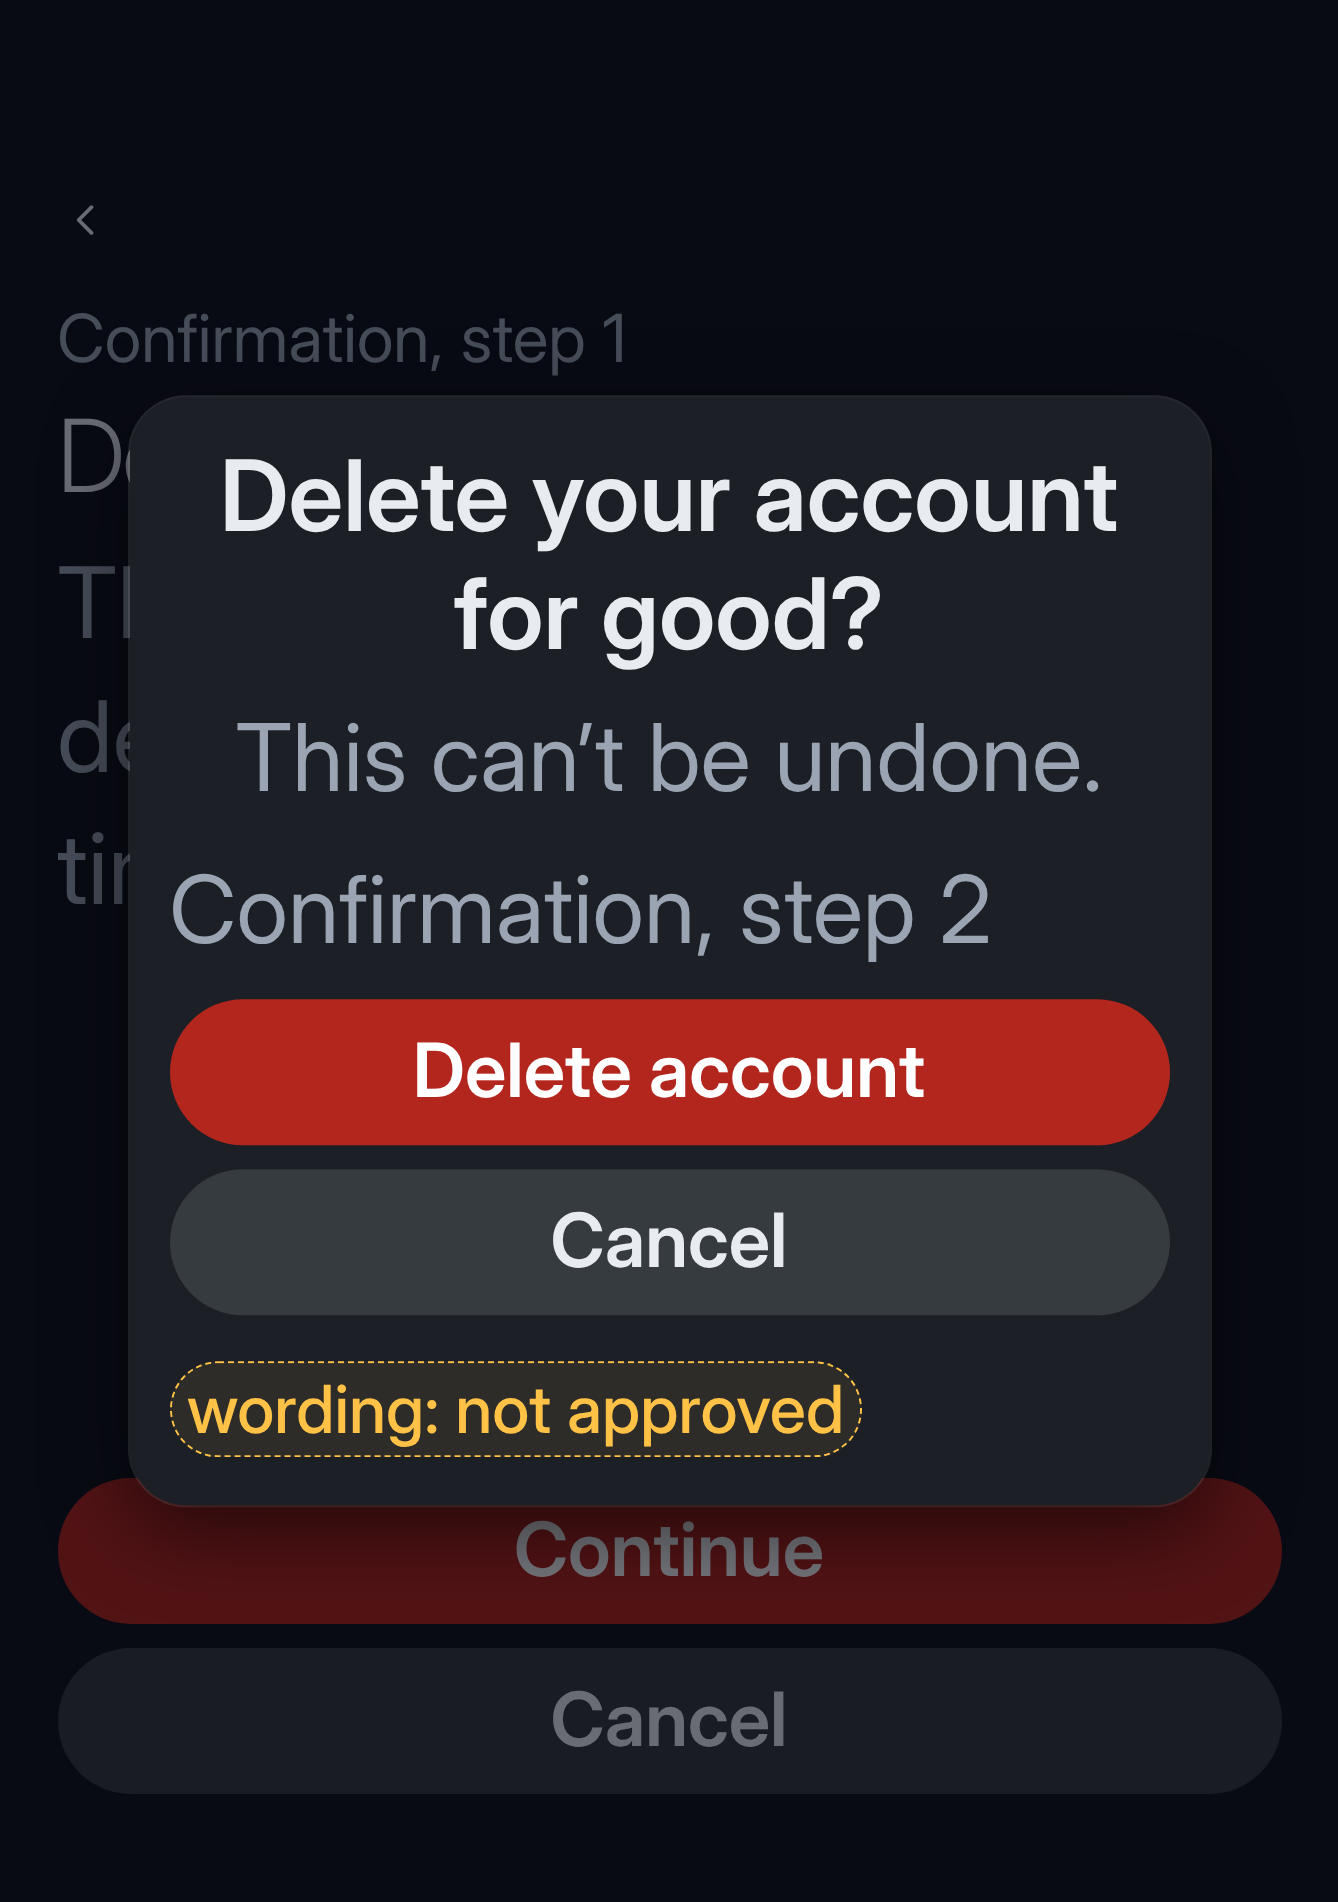 Confirmation, step 1
Delete your account
for good?
This can’t be undone.
Confirmation, step 2
Delete account
Cancel
wording: not approved
Continue
Cancel